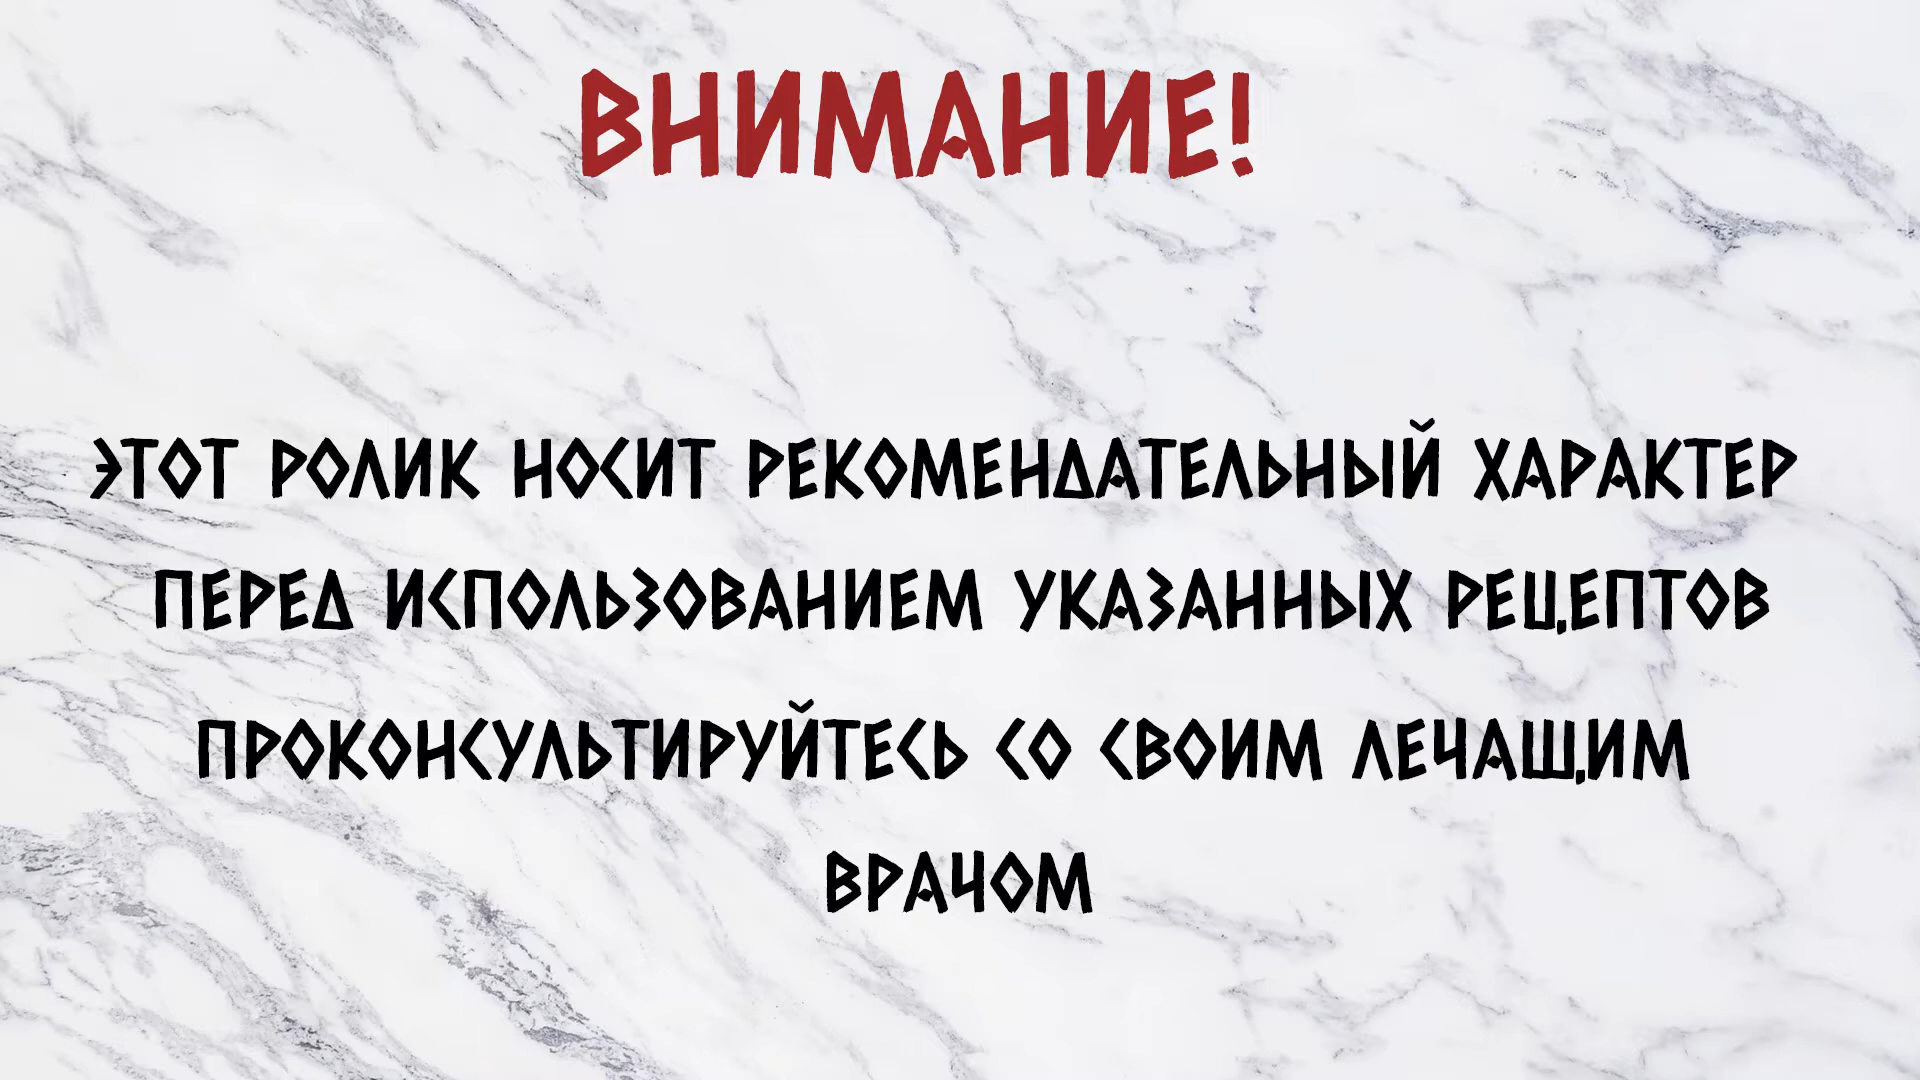 ВНИМАНИЕ!
ЭТОТ РОЛИК НОСИТ РЕКОМЕНДАТЕЛЬНЫЙ ХАРАКТЕР
ПЕРЕД ИСПОЛЬЗОВАНИЕМ УКАЗАННЫХ РЕЦЕПТОВ
ПРОКОНСУЛЬТИРУЙТЕСЬ СО СВОИМ ЛЕЧАЩИМ
ВРАЧОМ